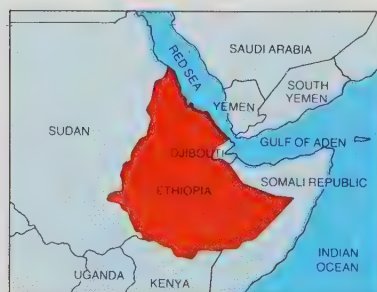 RED SEA
SAUDI ARABIA
SOUTH
YEMEN
YEMEN
SUDAN
DJIBOUTI
GULF OF ADEN
ETHIOPIA
SOMALI REPUBLIC
INDIAN
OCEAN
UGANDA
KENYA